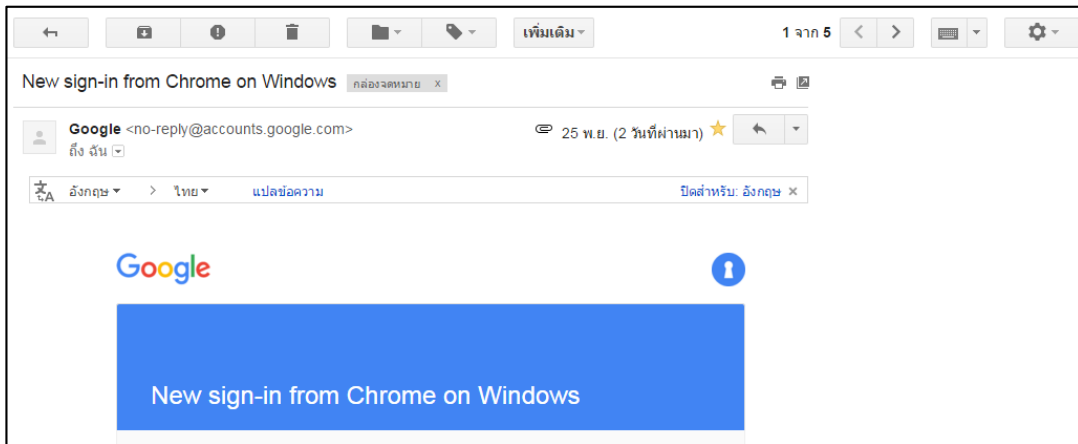 เพิ่มเติม
1 จาก 5
New sign-in from Chrome on Windows กล่องจดหมาย x
Google <no-reply@accounts.google.com> 25 พ.ย. (2 วันที่ผ่านมา)
ถึง ฉัน
อังกฤษ > ไทย แปลข้อความ ปิดสำหรับ: อังกฤษ ×
Google
New sign-in from Chrome on Windows